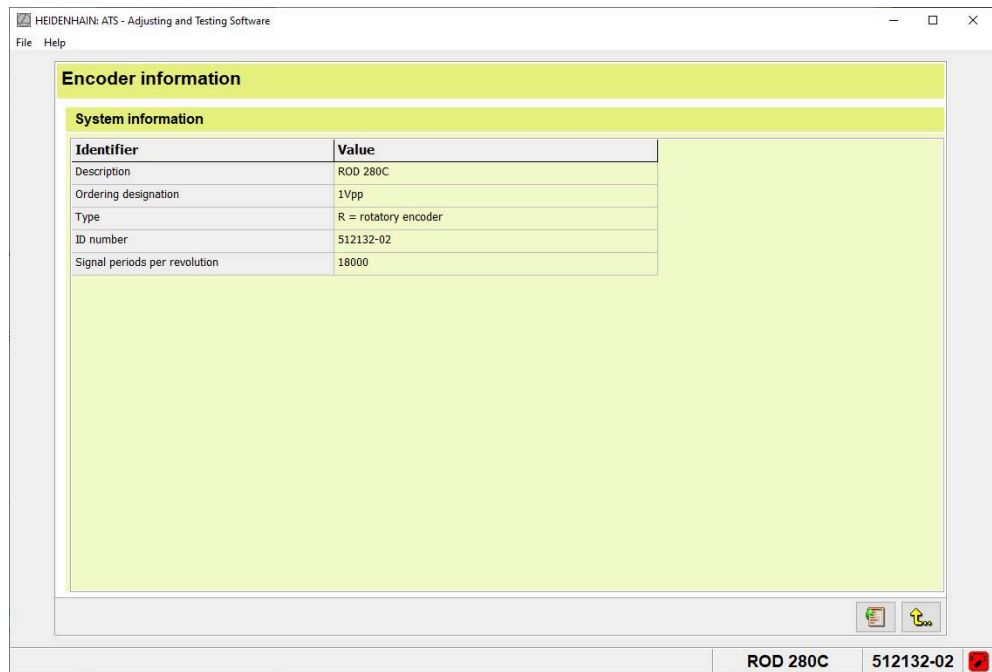 HEIDENHAIN: ATS - Adjusting and Testing Software
File Help
Encoder information
System information
Identifier Value
Description ROD 280C
Ordering designation 1Vpp
Type R = rotatory encoder
ID number 512132-02
Signal periods per revolution 18000
ROD 280C 512132-02